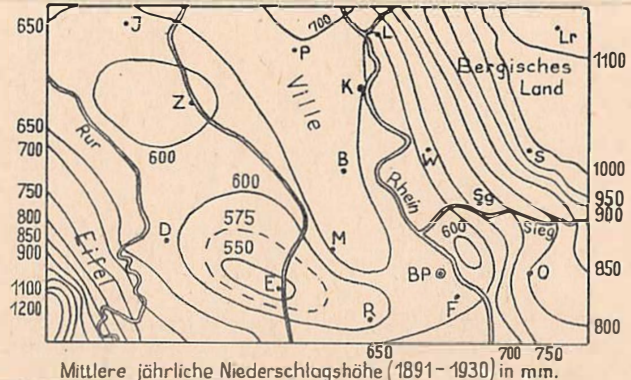 650
J
700
L
Lr
P
1100
Bergisches
Land
Ville
K
Z
650
Rur
600
700
B
W
S
1000
750
600
Rhein
Sg
950
900
800
575
600
Sieg
850
D
M
900
Eifel
550
BP
O
850
1100
E
F
1200
R
800
650
700
750
Mittlere jährliche Niederschlagshöhe (1891-1930) in mm.